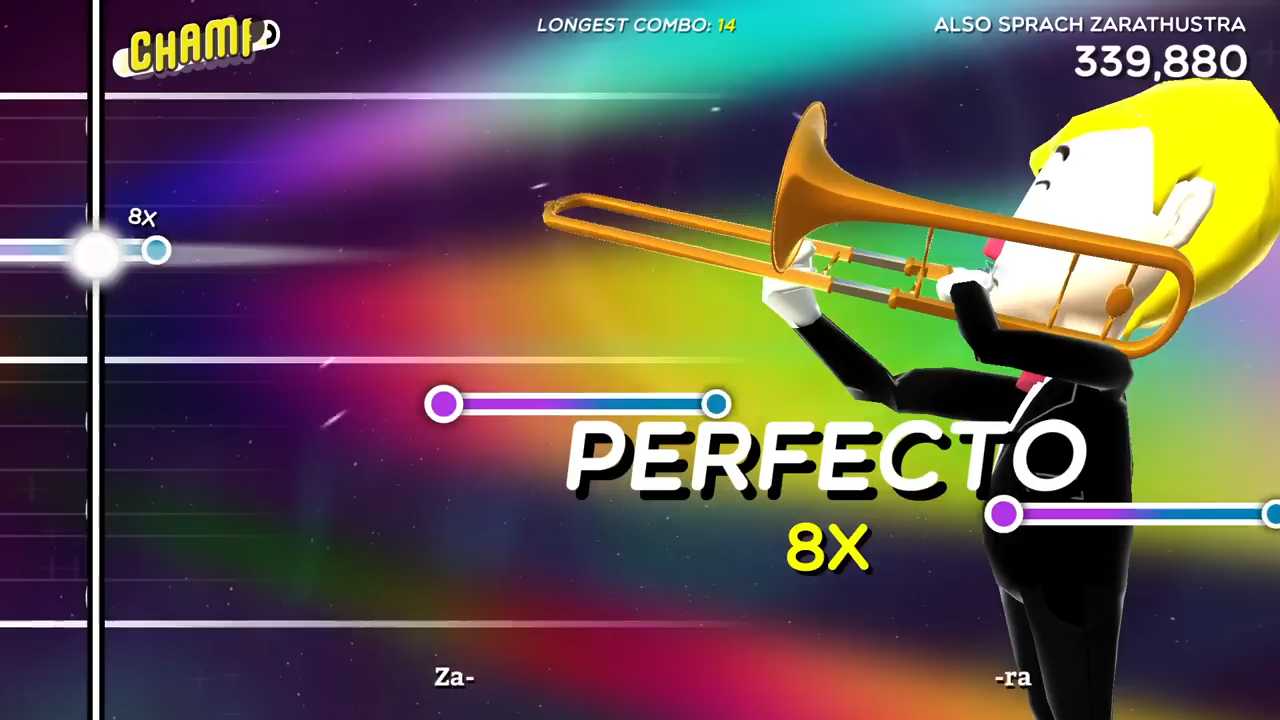 CHAMP
LONGEST COMBO: 14
ALSO SPRACH ZARATHUSTRA
339,880
8X
PERFECTO
8X
Za-
-ra